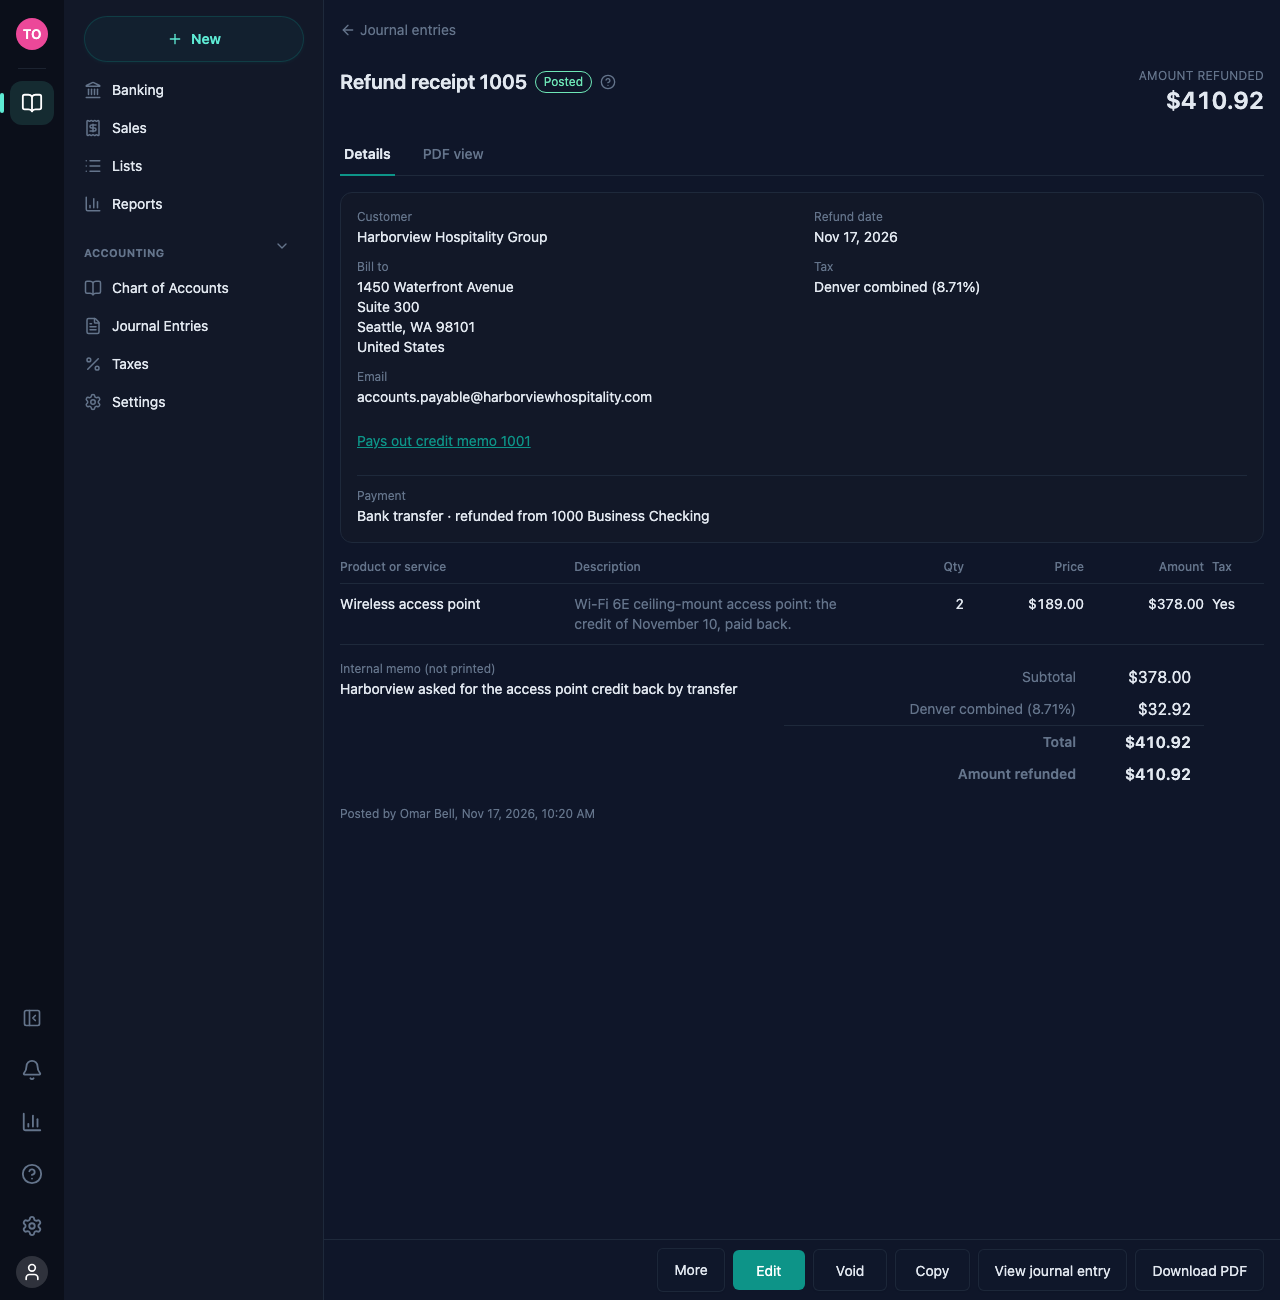 TO
New
Banking
Sales
Lists
Reports
ACCOUNTING
Chart of Accounts
Journal Entries
Taxes
Settings
Journal entries
Refund receipt 1005
Posted
AMOUNT REFUNDED
$410.92
Details
PDF view
Customer
Harborview Hospitality Group
Bill to
1450 Waterfront Avenue
Suite 300
Seattle, WA 98101
United States
Email
accounts.payable@harborviewhospitality.com
Refund date
Nov 17, 2026
Tax
Denver combined (8.71%)
Pays out credit memo 1001
Payment
Bank transfer · refunded from 1000 Business Checking
Product or service Description Qty Price Amount Tax
Wireless access point Wi-Fi 6E ceiling-mount access point: the 2 $189.00 $378.00 Yes
credit of November 10, paid back.
Internal memo (not printed)
Harborview asked for the access point credit back by transfer
Subtotal $378.00
Denver combined (8.71%) $32.92
Total $410.92
Amount refunded $410.92
Posted by Omar Bell, Nov 17, 2026, 10:20 AM
More
Edit
Void
Copy
View journal entry
Download PDF